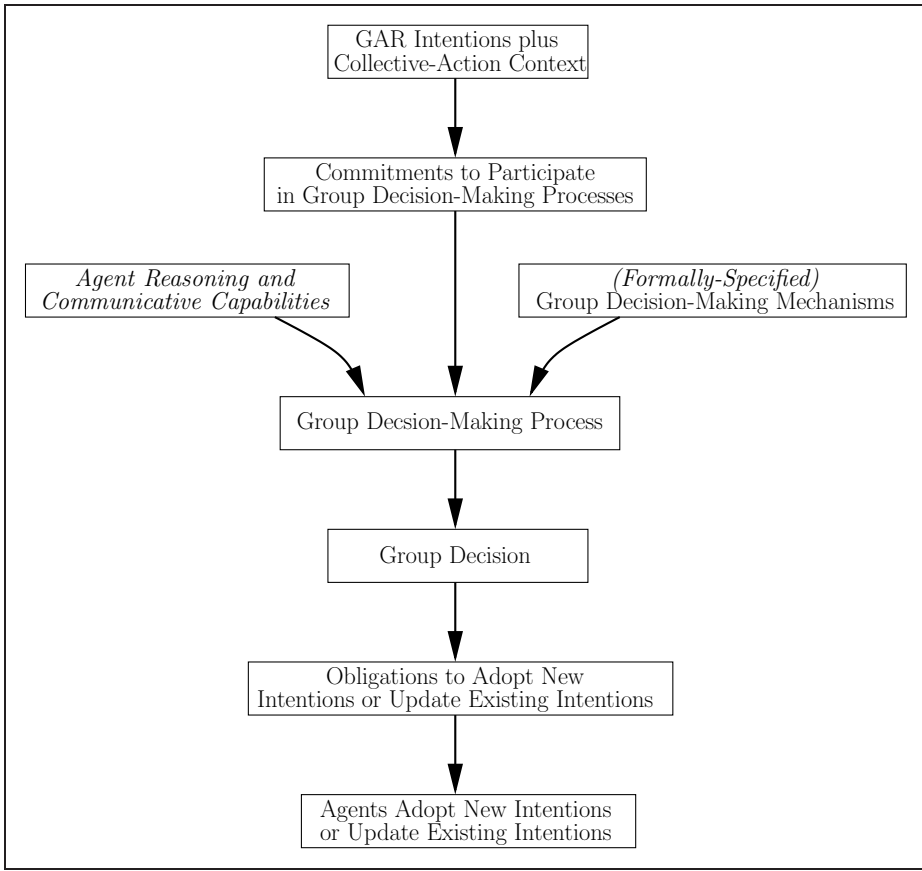 GAR Intentions plus
Collective-Action Context
Commitments to Participate
in Group Decision-Making Processes
Agent Reasoning and
Communicative Capabilities
(Formally-Specified)
Group Decision-Making Mechanisms
Group Decsion-Making Process
Group Decision
Obligations to Adopt New
Intentions or Update Existing Intentions
Agents Adopt New Intentions
or Update Existing Intentions